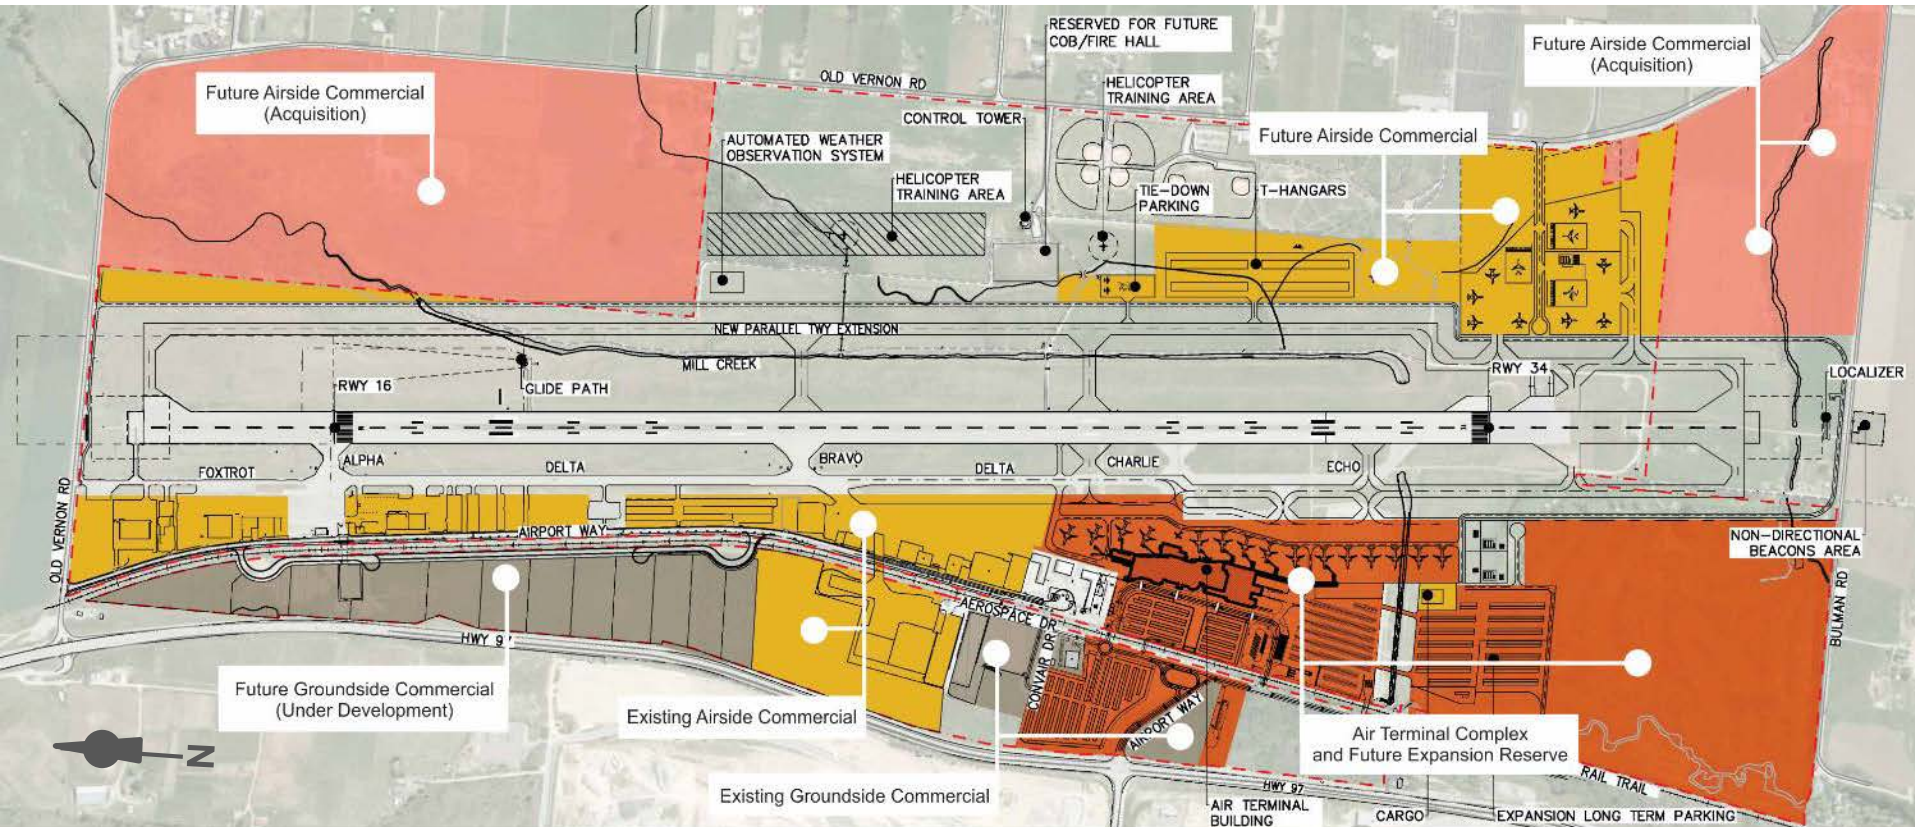 RESERVED FOR FUTURE
COB/FIRE HALL
Future Airside Commercial
(Acquisition)
Future Airside Commercial
(Acquisition)
OLD VERNON RD
HELICOPTER
TRAINING AREA
CONTROL TOWER
Future Airside Commercial
AUTOMATED WEATHER
OBSERVATION SYSTEM
HELICOPTER
TRAINING AREA
TIE-DOWN
PARKING
T-HANGARS
NEW PARALLEL TWY EXTENSION
MILL CREEK
RWY 16
GLIDE PATH
RWY 34
LOCALIZER
FOXTROT
ALPHA
DELTA
BRAVO
DELTA
CHARLIE
ECHO
OLD VERNON RD
AIRPORT WAY
NON-DIRECTIONAL
BEACONS AREA
BULMAN RD
AEROSPACE DR
HWY 97
CONVAIR DR
AIRPORT WAY
Future Groundside Commercial
(Under Development)
Existing Airside Commercial
Air Terminal Complex
and Future Expansion Reserve
N
Existing Groundside Commercial
HWY 97
RAIL TRAIL
AIR TERMINAL
BUILDING
CARGO
EXPANSION LONG TERM PARKING